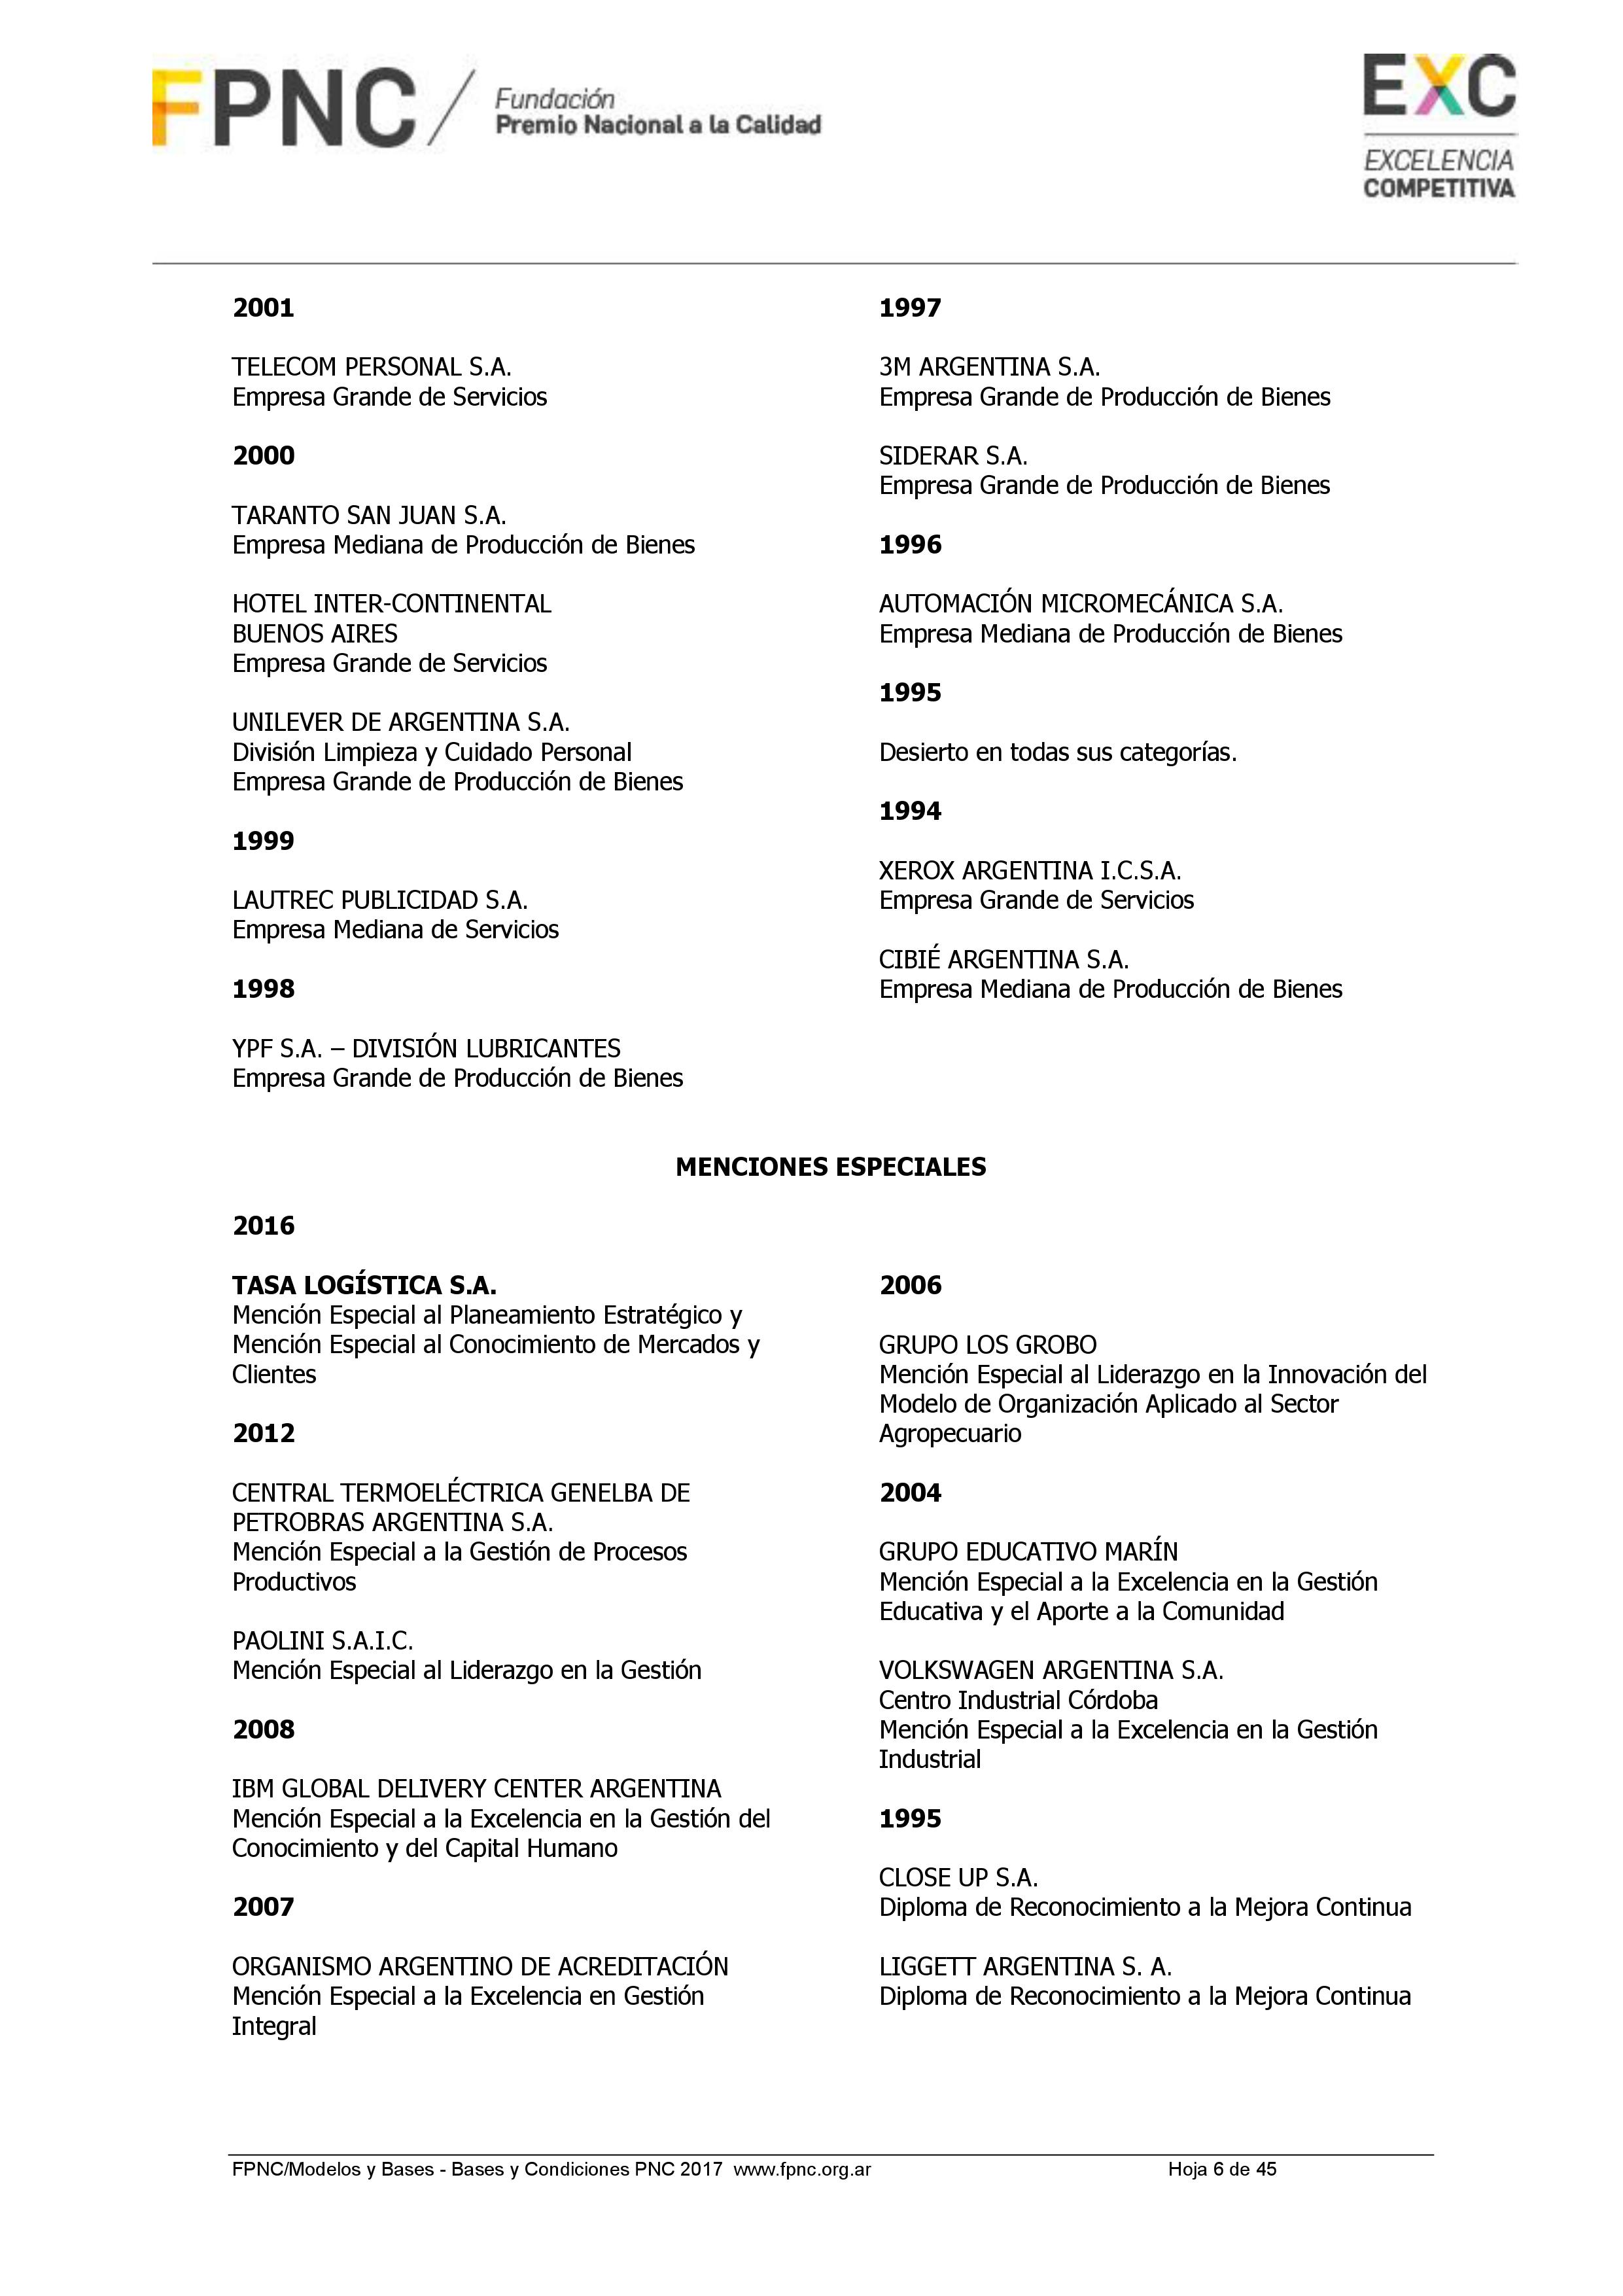 FPNC/ Fundación
Premio Nacional a la Calidad
EXC
EXCELENCIA
COMPETITIVA
2001
TELECOM PERSONAL S.A.
Empresa Grande de Servicios
2000
TARANTO SAN JUAN S.A.
Empresa Mediana de Producción de Bienes
HOTEL INTER-CONTINENTAL
BUENOS AIRES
Empresa Grande de Servicios
UNILEVER DE ARGENTINA S.A.
División Limpieza y Cuidado Personal
Empresa Grande de Producción de Bienes
1999
LAUTREC PUBLICIDAD S.A.
Empresa Mediana de Servicios
1998
YPF S.A. – DIVISIÓN LUBRICANTES
Empresa Grande de Producción de Bienes
1997
3M ARGENTINA S.A.
Empresa Grande de Producción de Bienes
SIDERAR S.A.
Empresa Grande de Producción de Bienes
1996
AUTOMACIÓN MICROMECÁNICA S.A.
Empresa Mediana de Producción de Bienes
1995
Desierto en todas sus categorías.
1994
XEROX ARGENTINA I.C.S.A.
Empresa Grande de Servicios
CIBIÉ ARGENTINA S.A.
Empresa Mediana de Producción de Bienes
MENCIONES ESPECIALES
2016
TASA LOGÍSTICA S.A.
Mención Especial al Planeamiento Estratégico y
Mención Especial al Conocimiento de Mercados y
Clientes
2012
CENTRAL TERMOELÉCTRICA GENELBA DE
PETROBRAS ARGENTINA S.A.
Mención Especial a la Gestión de Procesos
Productivos
PAOLINI S.A.I.C.
Mención Especial al Liderazgo en la Gestión
2008
IBM GLOBAL DELIVERY CENTER ARGENTINA
Mención Especial a la Excelencia en la Gestión del
Conocimiento y del Capital Humano
2007
ORGANISMO ARGENTINO DE ACREDITACIÓN
Mención Especial a la Excelencia en Gestión
Integral
2006
GRUPO LOS GROBO
Mención Especial al Liderazgo en la Innovación del
Modelo de Organización Aplicado al Sector
Agropecuario
2004
GRUPO EDUCATIVO MARÍN
Mención Especial a la Excelencia en la Gestión
Educativa y el Aporte a la Comunidad
VOLKSWAGEN ARGENTINA S.A.
Centro Industrial Córdoba
Mención Especial a la Excelencia en la Gestión
Industrial
1995
CLOSE UP S.A.
Diploma de Reconocimiento a la Mejora Continua
LIGGETT ARGENTINA S. A.
Diploma de Reconocimiento a la Mejora Continua
FPNC/Modelos y Bases - Bases y Condiciones PNC 2017 www.fpnc.org.ar Hoja 6 de 45